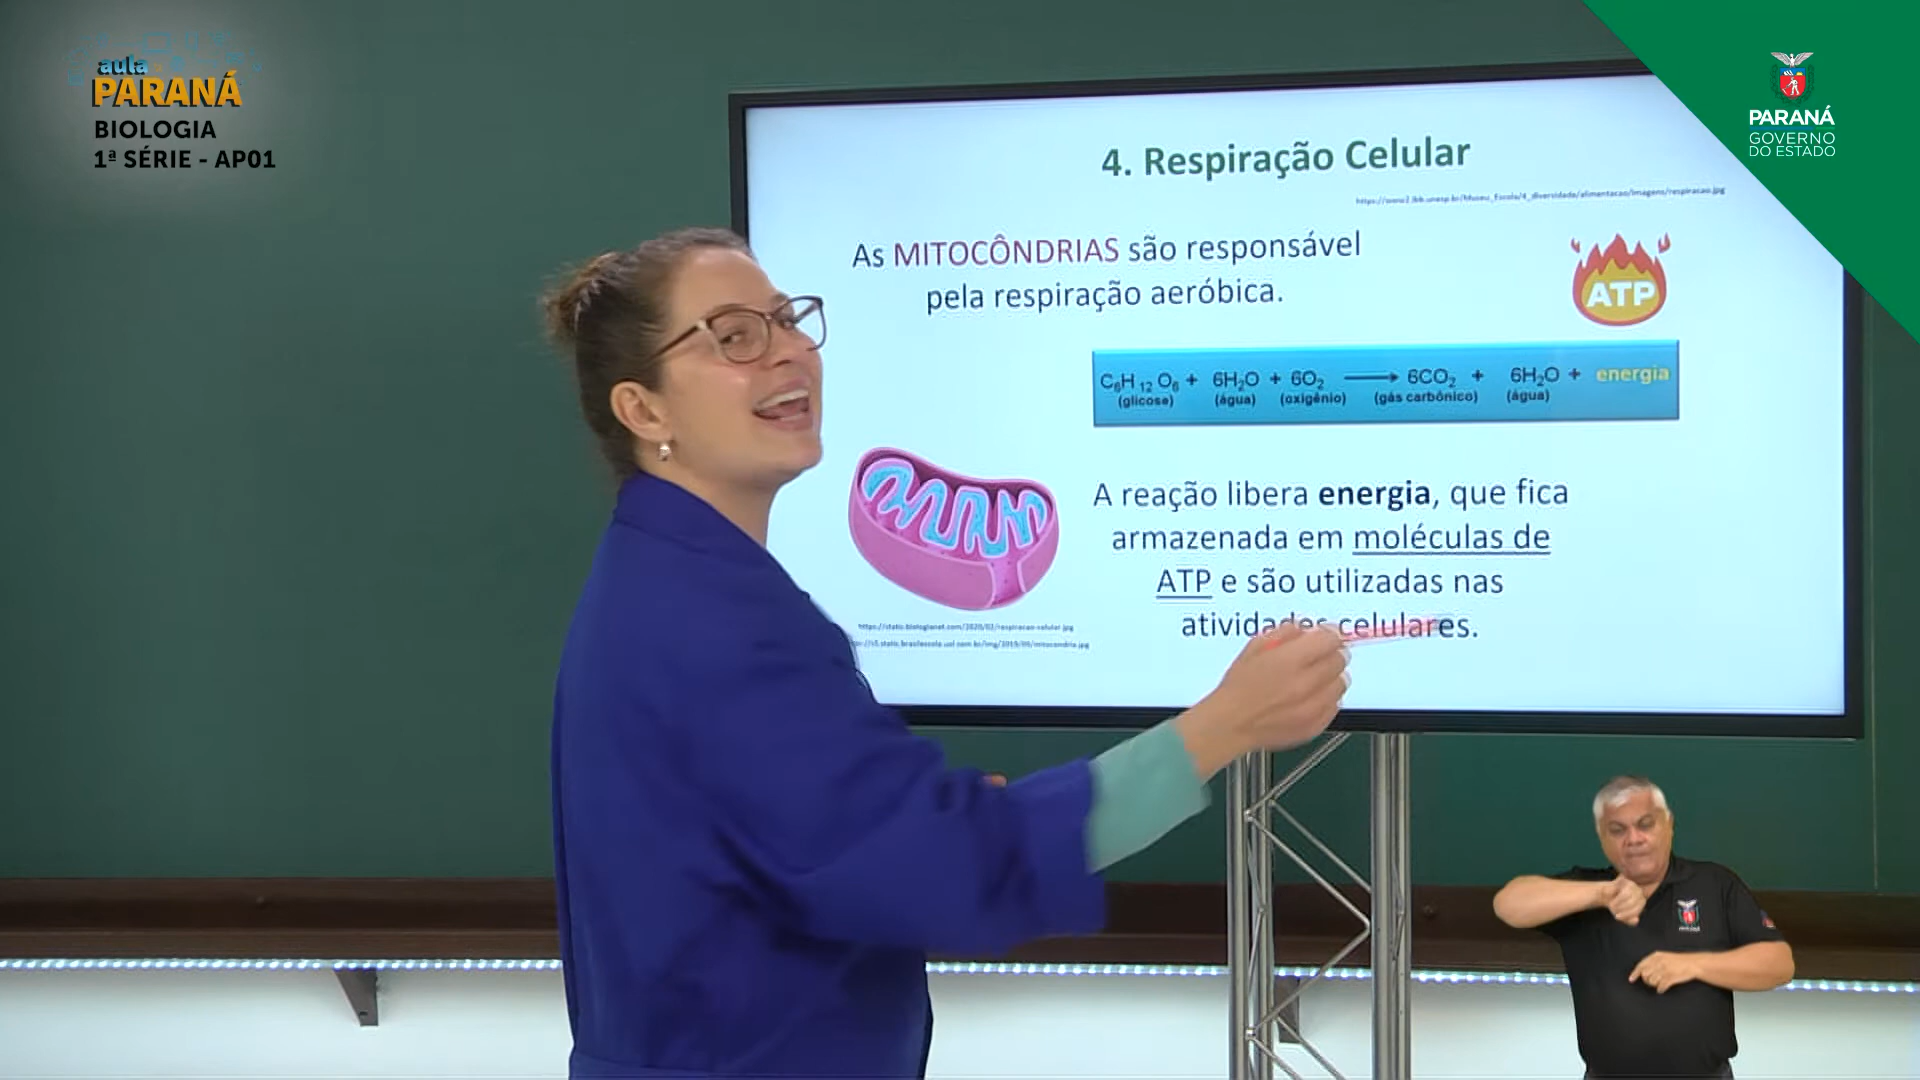 aula
PARANÁ
BIOLOGIA
1ª SÉRIE - AP01
PARANÁ
GOVERNO
DO ESTADO
4. Respiração Celular
As MITOCÔNDRIAS são responsável
pela respiração aeróbica.
ATP
C₆H₁₂O₆ + 6H₂O + 6O₂ ⟶ 6CO₂ + 6H₂O + energia
(glicose) (água) (oxigênio) (gás carbônico) (água)
A reação libera energia, que fica
armazenada em moléculas de
ATP e são utilizadas nas
atividades celulares.